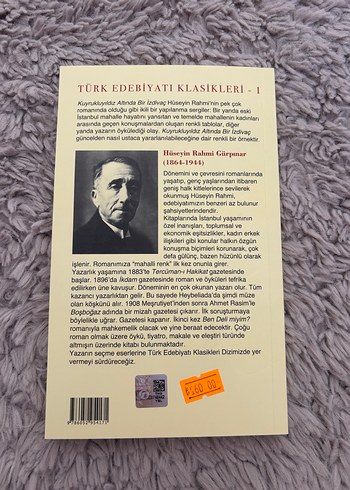 TÜRK EDEBİYATI KLASİKLERİ - 1
Kuyrukluyıldız Altında Bir İzdivaç Hüseyin Rahmi'nin pek çok
romanında olduğu gibi ikili bir yapılanma sergiler: Bir yanda eski
İstanbul mahalle hayatını yansıtan ve temelde mahallenin kadınları
arasında geçen konuşmalardan oluşan renkli tablolar, diğer
yanda yazarın öykülediği olay. Kuyrukluyıldız Altında Bir İzdivaç
güncelden nasıl ustaca yararlanılabileceğine dair renkli bir örnektir.
Hüseyin Rahmi Gürpınar
(1864-1944)
Dönemini ve çevresini romanlarında
yaşatıp, genç yaşlarından itibaren
geniş halk kitlelerince sevilerek
okunmuş Hüseyin Rahmi,
edebiyatımızın benzeri az bulunur
şahsiyetlerindendir.
Kitaplarında İstanbul yaşamının
özel inanışları, toplumsal ve
ekonomik eşitsizlikler, kadın erkek
ilişkileri gibi konular halkın özgün
konuşma biçimleri korunarak, çok
defa gülünç, bazen hüzünlü olarak
işlenir. Romanımıza "mahalli renk" ilk kez onunla girer.
Yazarlık yaşamına 1883'te Tercüman-ı Hakikat gazetesinde
başlar. 1896'da İkdam gazetesinde roman ve öyküleri tefrika
edilirken üne kavuşur. Döneminin en çok okunan yazarı olur. Tüm
kazancı yazarlıktan gelir. Bu sayede Heybeliada'da şimdi müze
olan köşkünü alır. 1908 Meşrutiyet'inden sonra Ahmet Rasim'le
Boşboğaz adında bir mizah gazetesi çıkarır. İlk soruşturmaya
böylelikle uğrar. Gazetesi kapanır. İkinci kez Ben Deli miyim?
romanıyla mahkemelik olacak ve yine beraat edecektir. Çoğu
roman olmak üzere öykü, tiyatro, makale ve eleştiri türünde
altmışın üzerinde kitabı bulunmaktadır.
Yazarın seçme eserlerine Türk Edebiyatı Klasikleri Dizimizde yer
vermeyi sürdüreceğiz.
₺160.00